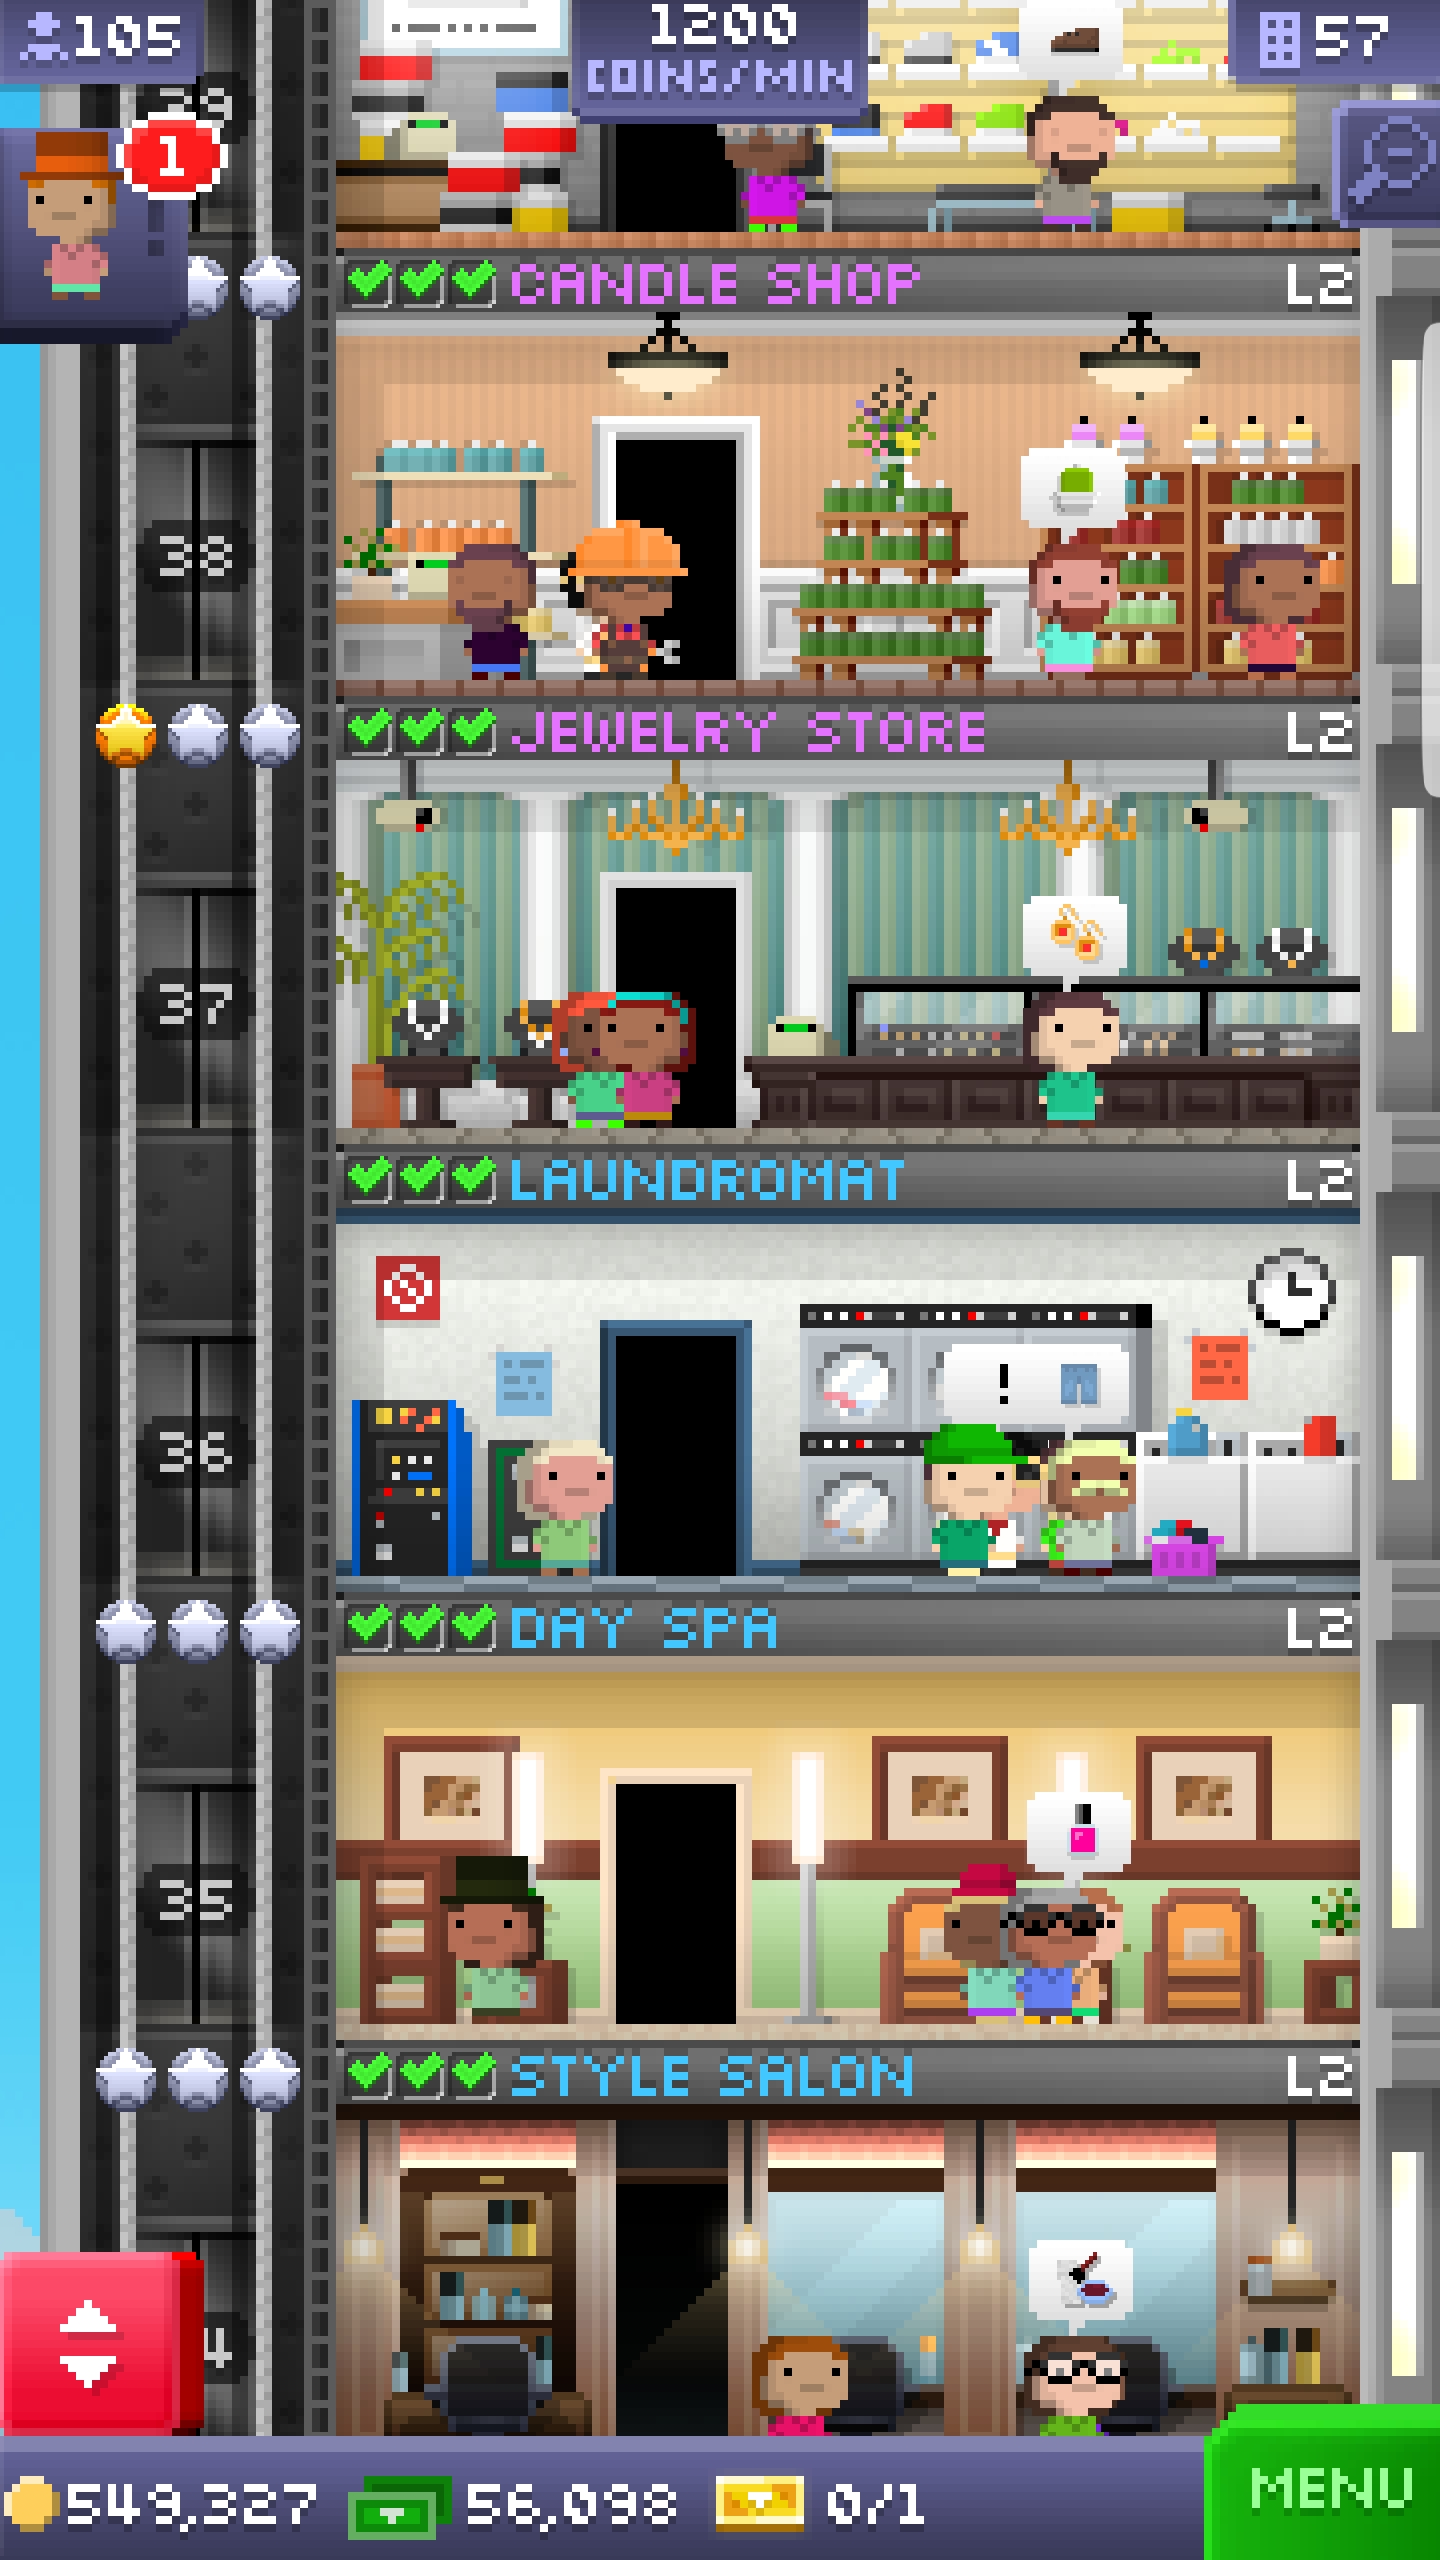 105
1200
COINS/MIN
57
39
1
CANDLE SHOP L2
38
JEWELRY STORE L2
37
LAUNDROMAT L2
36
!
DAY SPA L2
35
STYLE SALON L2
4
549,327 56,098 0/1
MENU